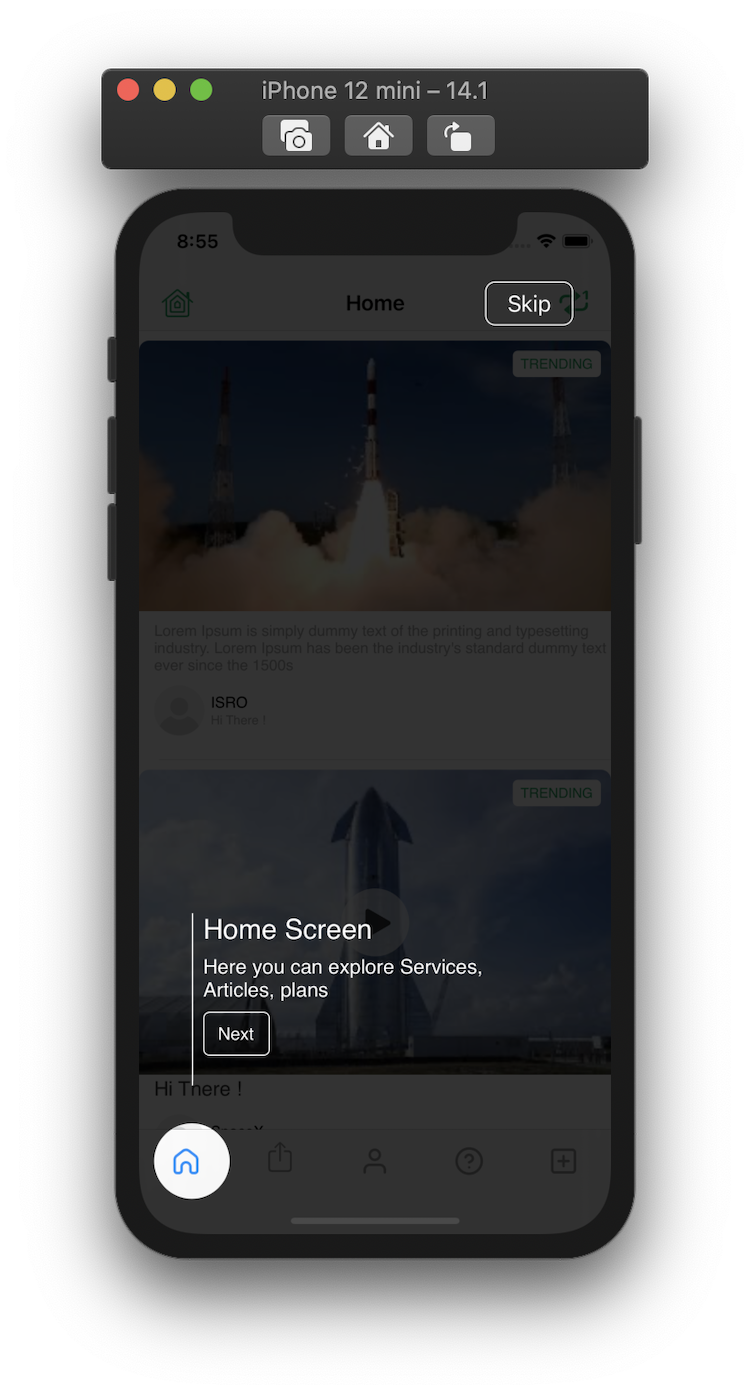 iPhone 12 mini – 14.1
8:55
Home
Skip
1
TRENDING
Lorem Ipsum is simply dummy text of the printing and typesetting
industry. Lorem Ipsum has been the industry's standard dummy text
ever since the 1500s
ISRO
Hi There !
TRENDING
Home Screen
Here you can explore Services,
Articles, plans
Next
Hi There !
SpaceX